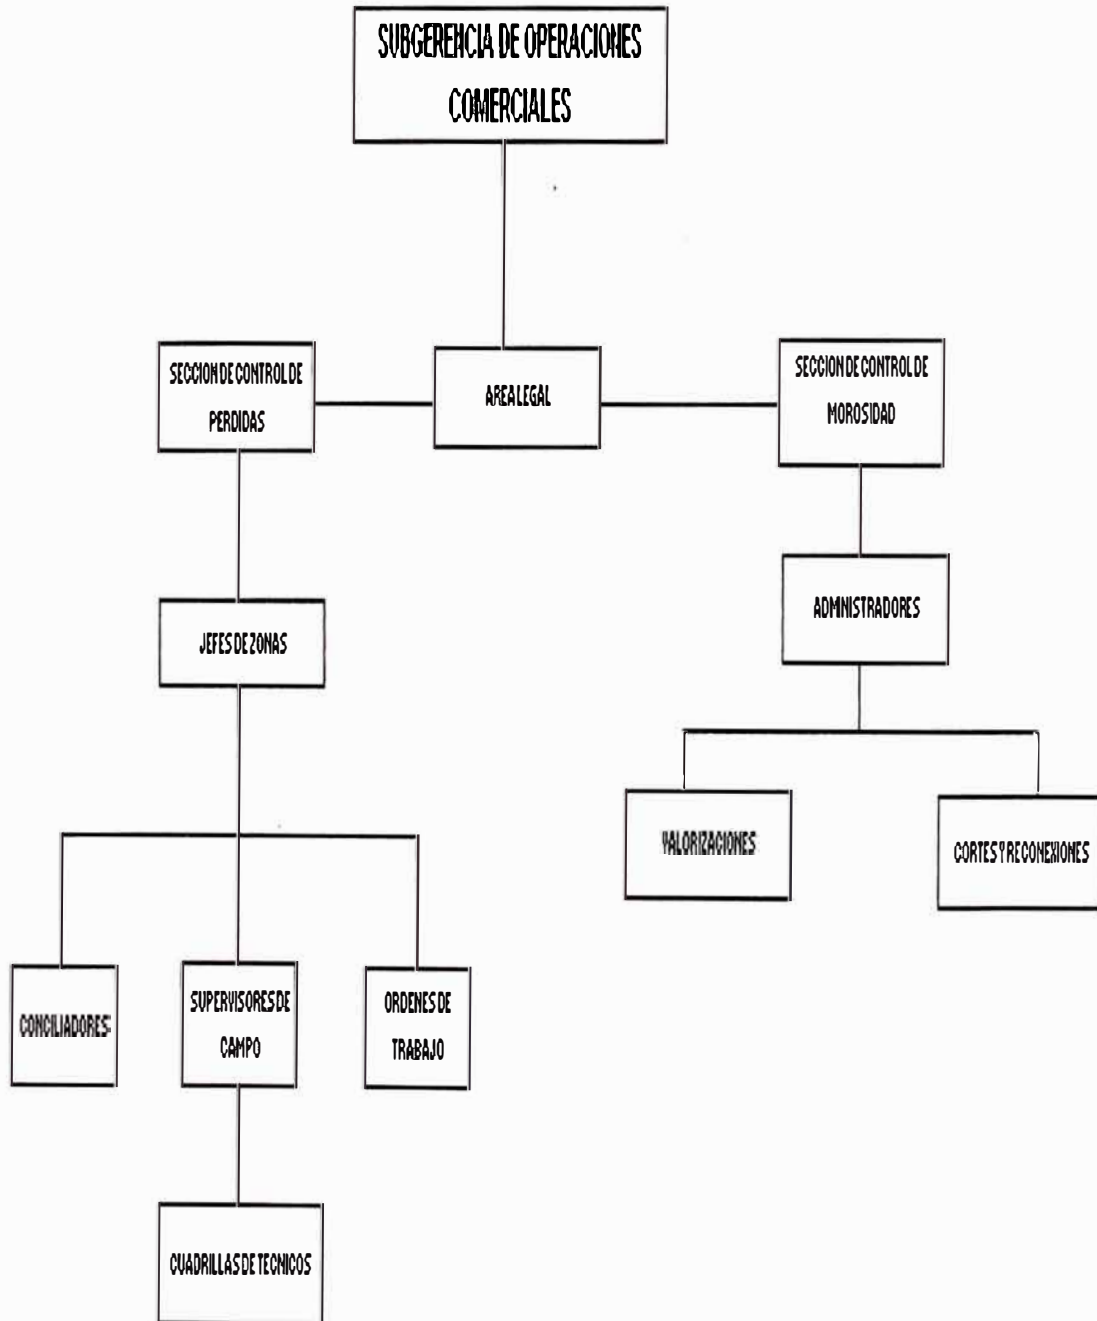 SUBGERENCIA DE OPERACIONES
COMERCIALES
SECCION DE CONTROL DE
PERDIDAS
AREA LEGAL
SECCION DE CONTROL DE
MOROSIDAD
JEFES DE ZONAS
ADMINISTRADORES
VALORIZACIONES
CORTES Y RECONEXIONES
CONCILIADORES
SUPERVISORES DE
CAMPO
ORDENES DE
TRABAJO
CUADRILLAS DE TECNICOS